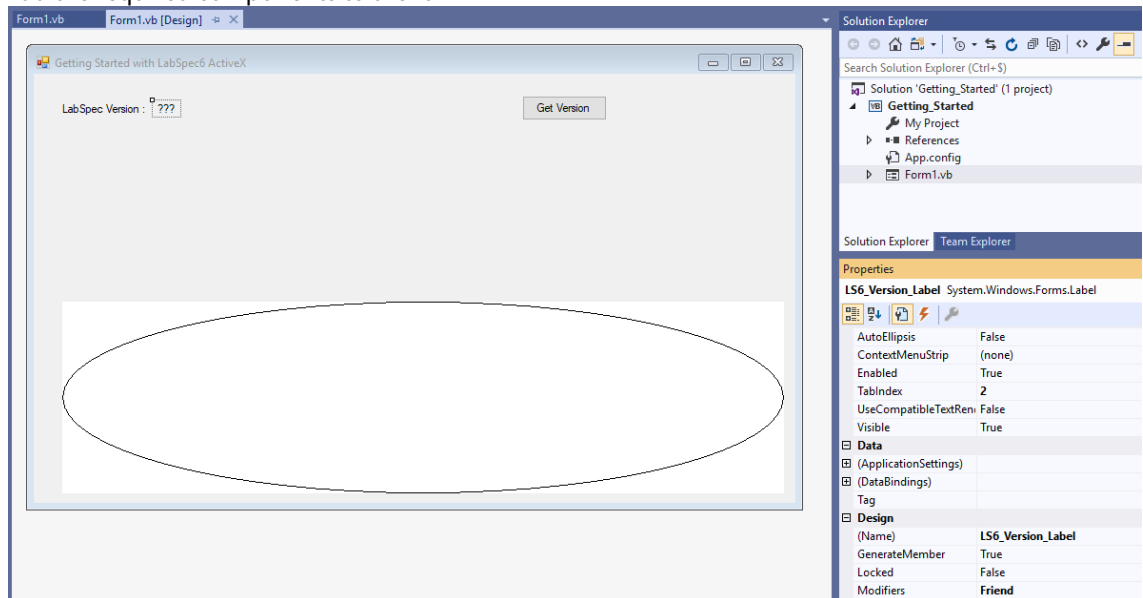 Form1.vb
Form1.vb [Design]
Solution Explorer
Getting Started with LabSpec6 ActiveX
Search Solution Explorer (Ctrl+$)
LabSpec Version :
???
Get Version
Solution 'Getting_Started' (1 project)
VB Getting_Started
My Project
References
App.config
Form1.vb
Solution Explorer
Team Explorer
Properties
LS6_Version_Label System.Windows.Forms.Label
AutoEllipsis False
ContextMenuStrip (none)
Enabled True
TabIndex 2
UseCompatibleTextRen False
Visible True
Data
(ApplicationSettings)
(DataBindings)
Tag
Design
(Name) LS6_Version_Label
GenerateMember True
Locked False
Modifiers Friend